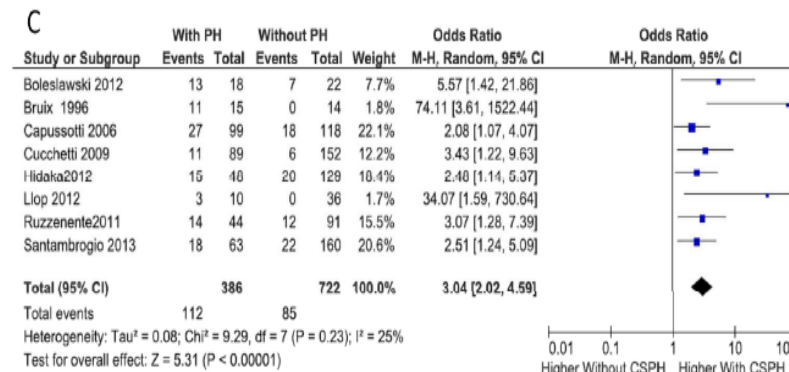 C
With PH Without PH Odds Ratio Odds Ratio
Study or Subgroup Events Total Events Total Weight M-H, Random, 95% CI M-H, Random, 95% CI
Boleslawski 2012 13 18 7 22 7.7% 5.57 [1.42, 21.86]
Bruix 1996 11 15 0 14 1.8% 74.11 [3.61, 1522.44]
Capussotti 2006 27 99 18 118 22.1% 2.08 [1.07, 4.07]
Cucchetti 2009 11 89 6 152 12.2% 3.43 [1.22, 9.63]
Hidaka2012 15 48 20 129 18.4% 2.48 [1.14, 5.37]
Llop 2012 3 10 0 36 1.7% 34.07 [1.59, 730.64]
Ruzzenente2011 14 44 12 91 15.5% 3.07 [1.28, 7.39]
Santambrogio 2013 18 63 22 160 20.6% 2.51 [1.24, 5.09]
Total (95% CI) 386 722 100.0% 3.04 [2.02, 4.59]
Total events 112 85
Heterogeneity: Tau² = 0.08; Chi² = 9.29, df = 7 (P = 0.23); I² = 25%
Test for overall effect: Z = 5.31 (P < 0.00001)
0.01 0.1 1 10
Higher Without CSPH Higher With CSPH